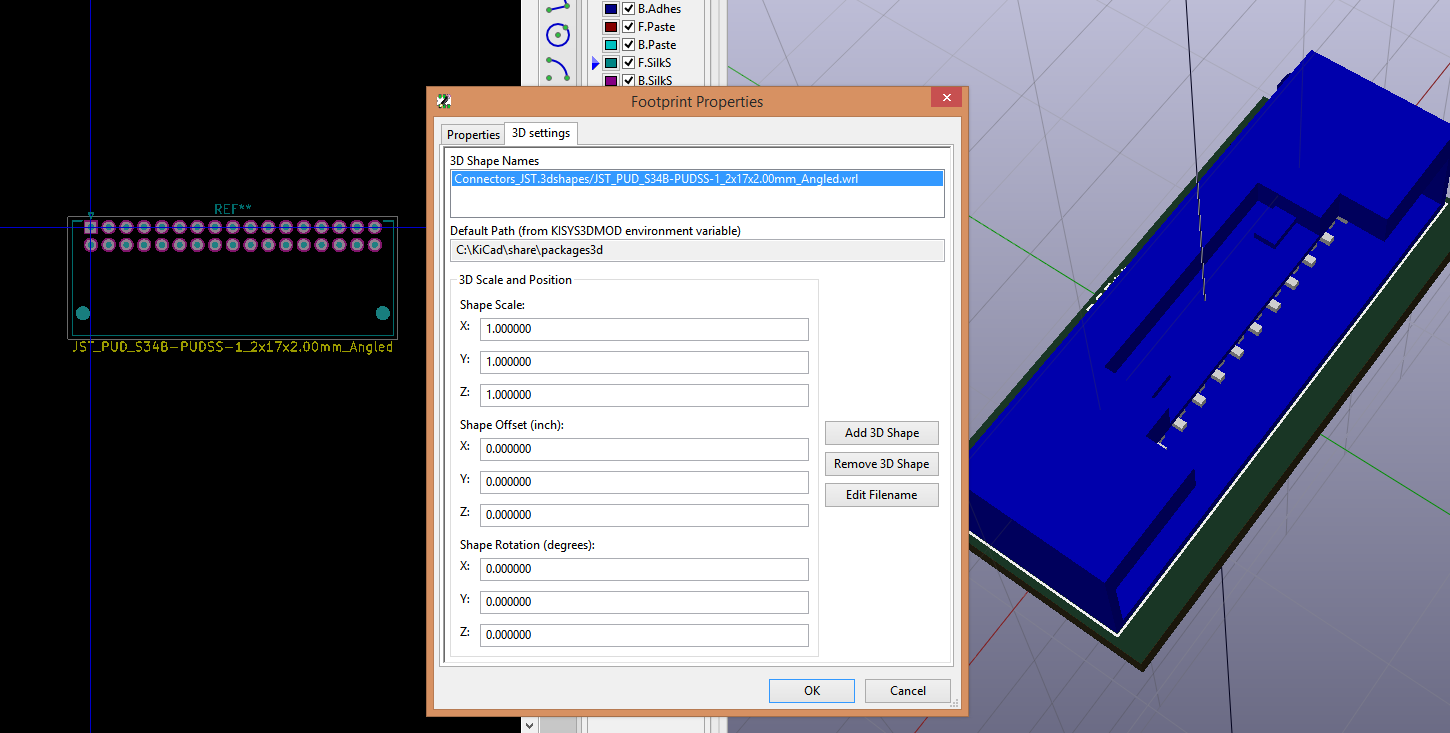 B.Adhes
F.Paste
B.Paste
F.SilkS
B.SilkS
Footprint Properties
Properties
3D settings
3D Shape Names
Connectors_JST.3dshapes/JST_PUD_S34B-PUDSS-1_2x17x2.00mm_Angled.wrl
Default Path (from KISYS3DMOD environment variable)
C:\KiCad\share\packages3d
3D Scale and Position
Shape Scale:
X: 1.000000
Y: 1.000000
Z: 1.000000
Shape Offset (inch):
X: 0.000000
Y: 0.000000
Z: 0.000000
Shape Rotation (degrees):
X: 0.000000
Y: 0.000000
Z: 0.000000
Add 3D Shape
Remove 3D Shape
Edit Filename
OK
Cancel
REF**
JST_PUD_S34B-PUDSS-1_2x17x2.00mm_Angled